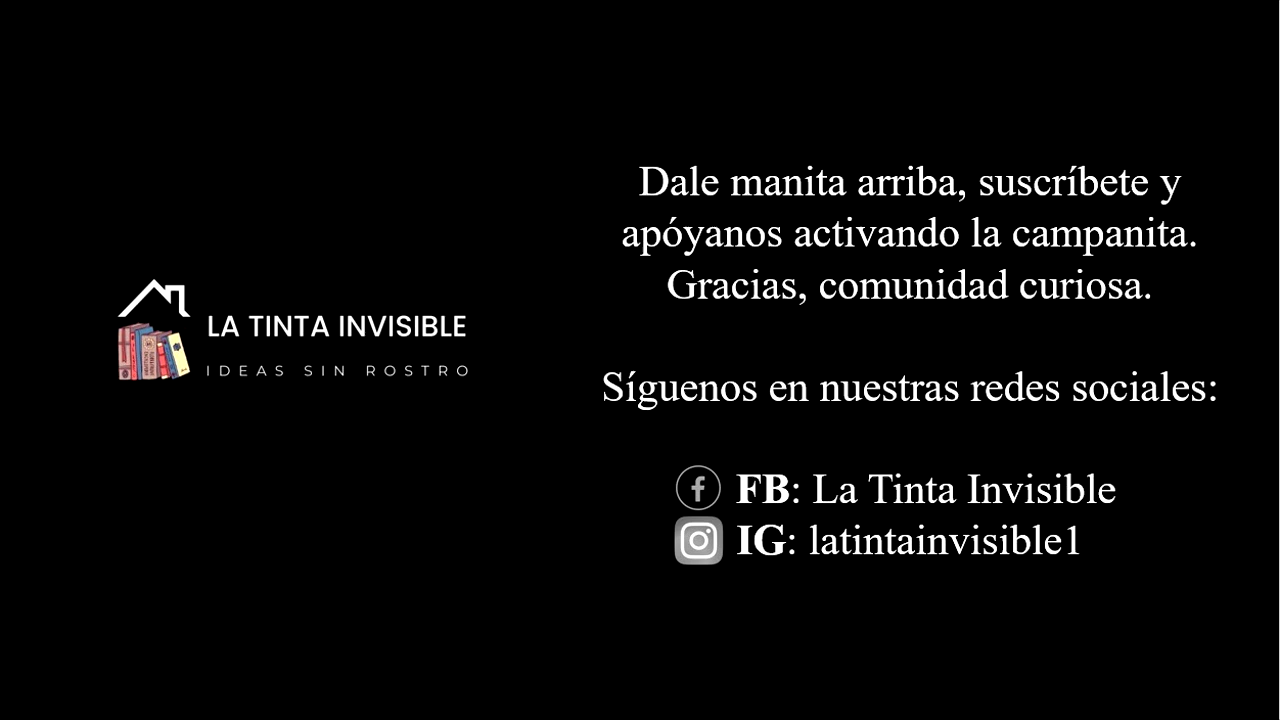 LA TINTA INVISIBLE
IDEAS SIN ROSTRO
Dale manita arriba, suscríbete y
apóyanos activando la campanita.
Gracias, comunidad curiosa.
Síguenos en nuestras redes sociales:
FB: La Tinta Invisible
IG: latintainvisible1